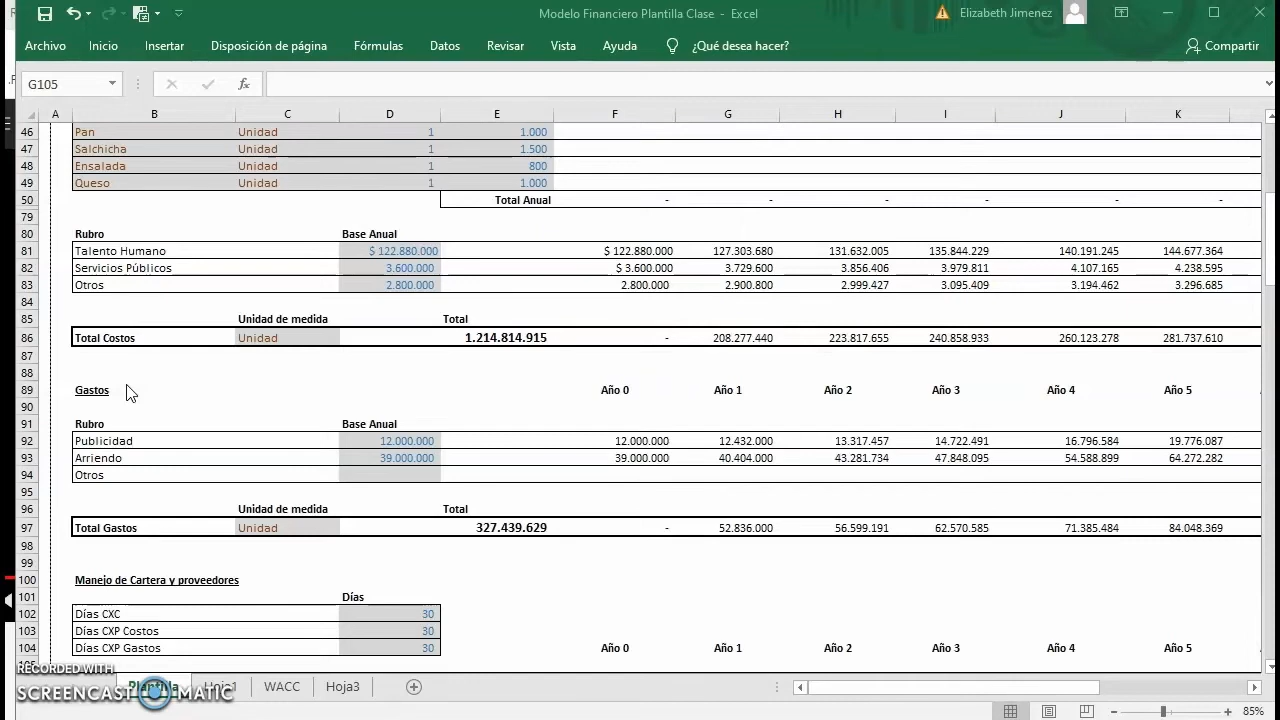 Modelo Financiero Plantilla Clase - Excel
Elizabeth Jimenez
Archivo Inicio Insertar Disposición de página Fórmulas Datos Revisar Vista Ayuda ¿Qué desea hacer? Compartir
G105 fx
A B C D E F G H I J K
46 Pan Unidad 1 1.000
47 Salchicha Unidad 1 1.500
48 Ensalada Unidad 1 800
49 Queso Unidad 1 1.000
50 Total Anual - - - - - -
79
80 Rubro Base Anual
81 Talento Humano $ 122.880.000 $ 122.880.000 127.303.680 131.632.005 135.844.229 140.191.245 144.677.364
82 Servicios Públicos 3.600.000 $ 3.600.000 3.729.600 3.856.406 3.979.811 4.107.165 4.238.595
83 Otros 2.800.000 2.800.000 2.900.800 2.999.427 3.095.409 3.194.462 3.296.685
84
85 Unidad de medida Total
86 Total Costos Unidad 1.214.814.915 - 208.277.440 223.817.655 240.858.933 260.123.278 281.737.610
87
88
89 Gastos Año 0 Año 1 Año 2 Año 3 Año 4 Año 5
90
91 Rubro Base Anual
92 Publicidad 12.000.000 12.000.000 12.432.000 13.317.457 14.722.491 16.796.584 19.776.087
93 Arriendo 39.000.000 39.000.000 40.404.000 43.281.734 47.848.095 54.588.899 64.272.282
94 Otros
95
96 Unidad de medida Total
97 Total Gastos Unidad 327.439.629 - 52.836.000 56.599.191 62.570.585 71.385.484 84.048.369
98
99
100 Manejo de Cartera y proveedores
101 Días
102 Días CXC 30
103 Días CXP Costos 30
104 Días CXP Gastos 30 Año 0 Año 1 Año 2 Año 3 Año 4 Año 5
RECORDED WITH
SCREENCAST MATIC
Plantilla WACC Hoja3
85%